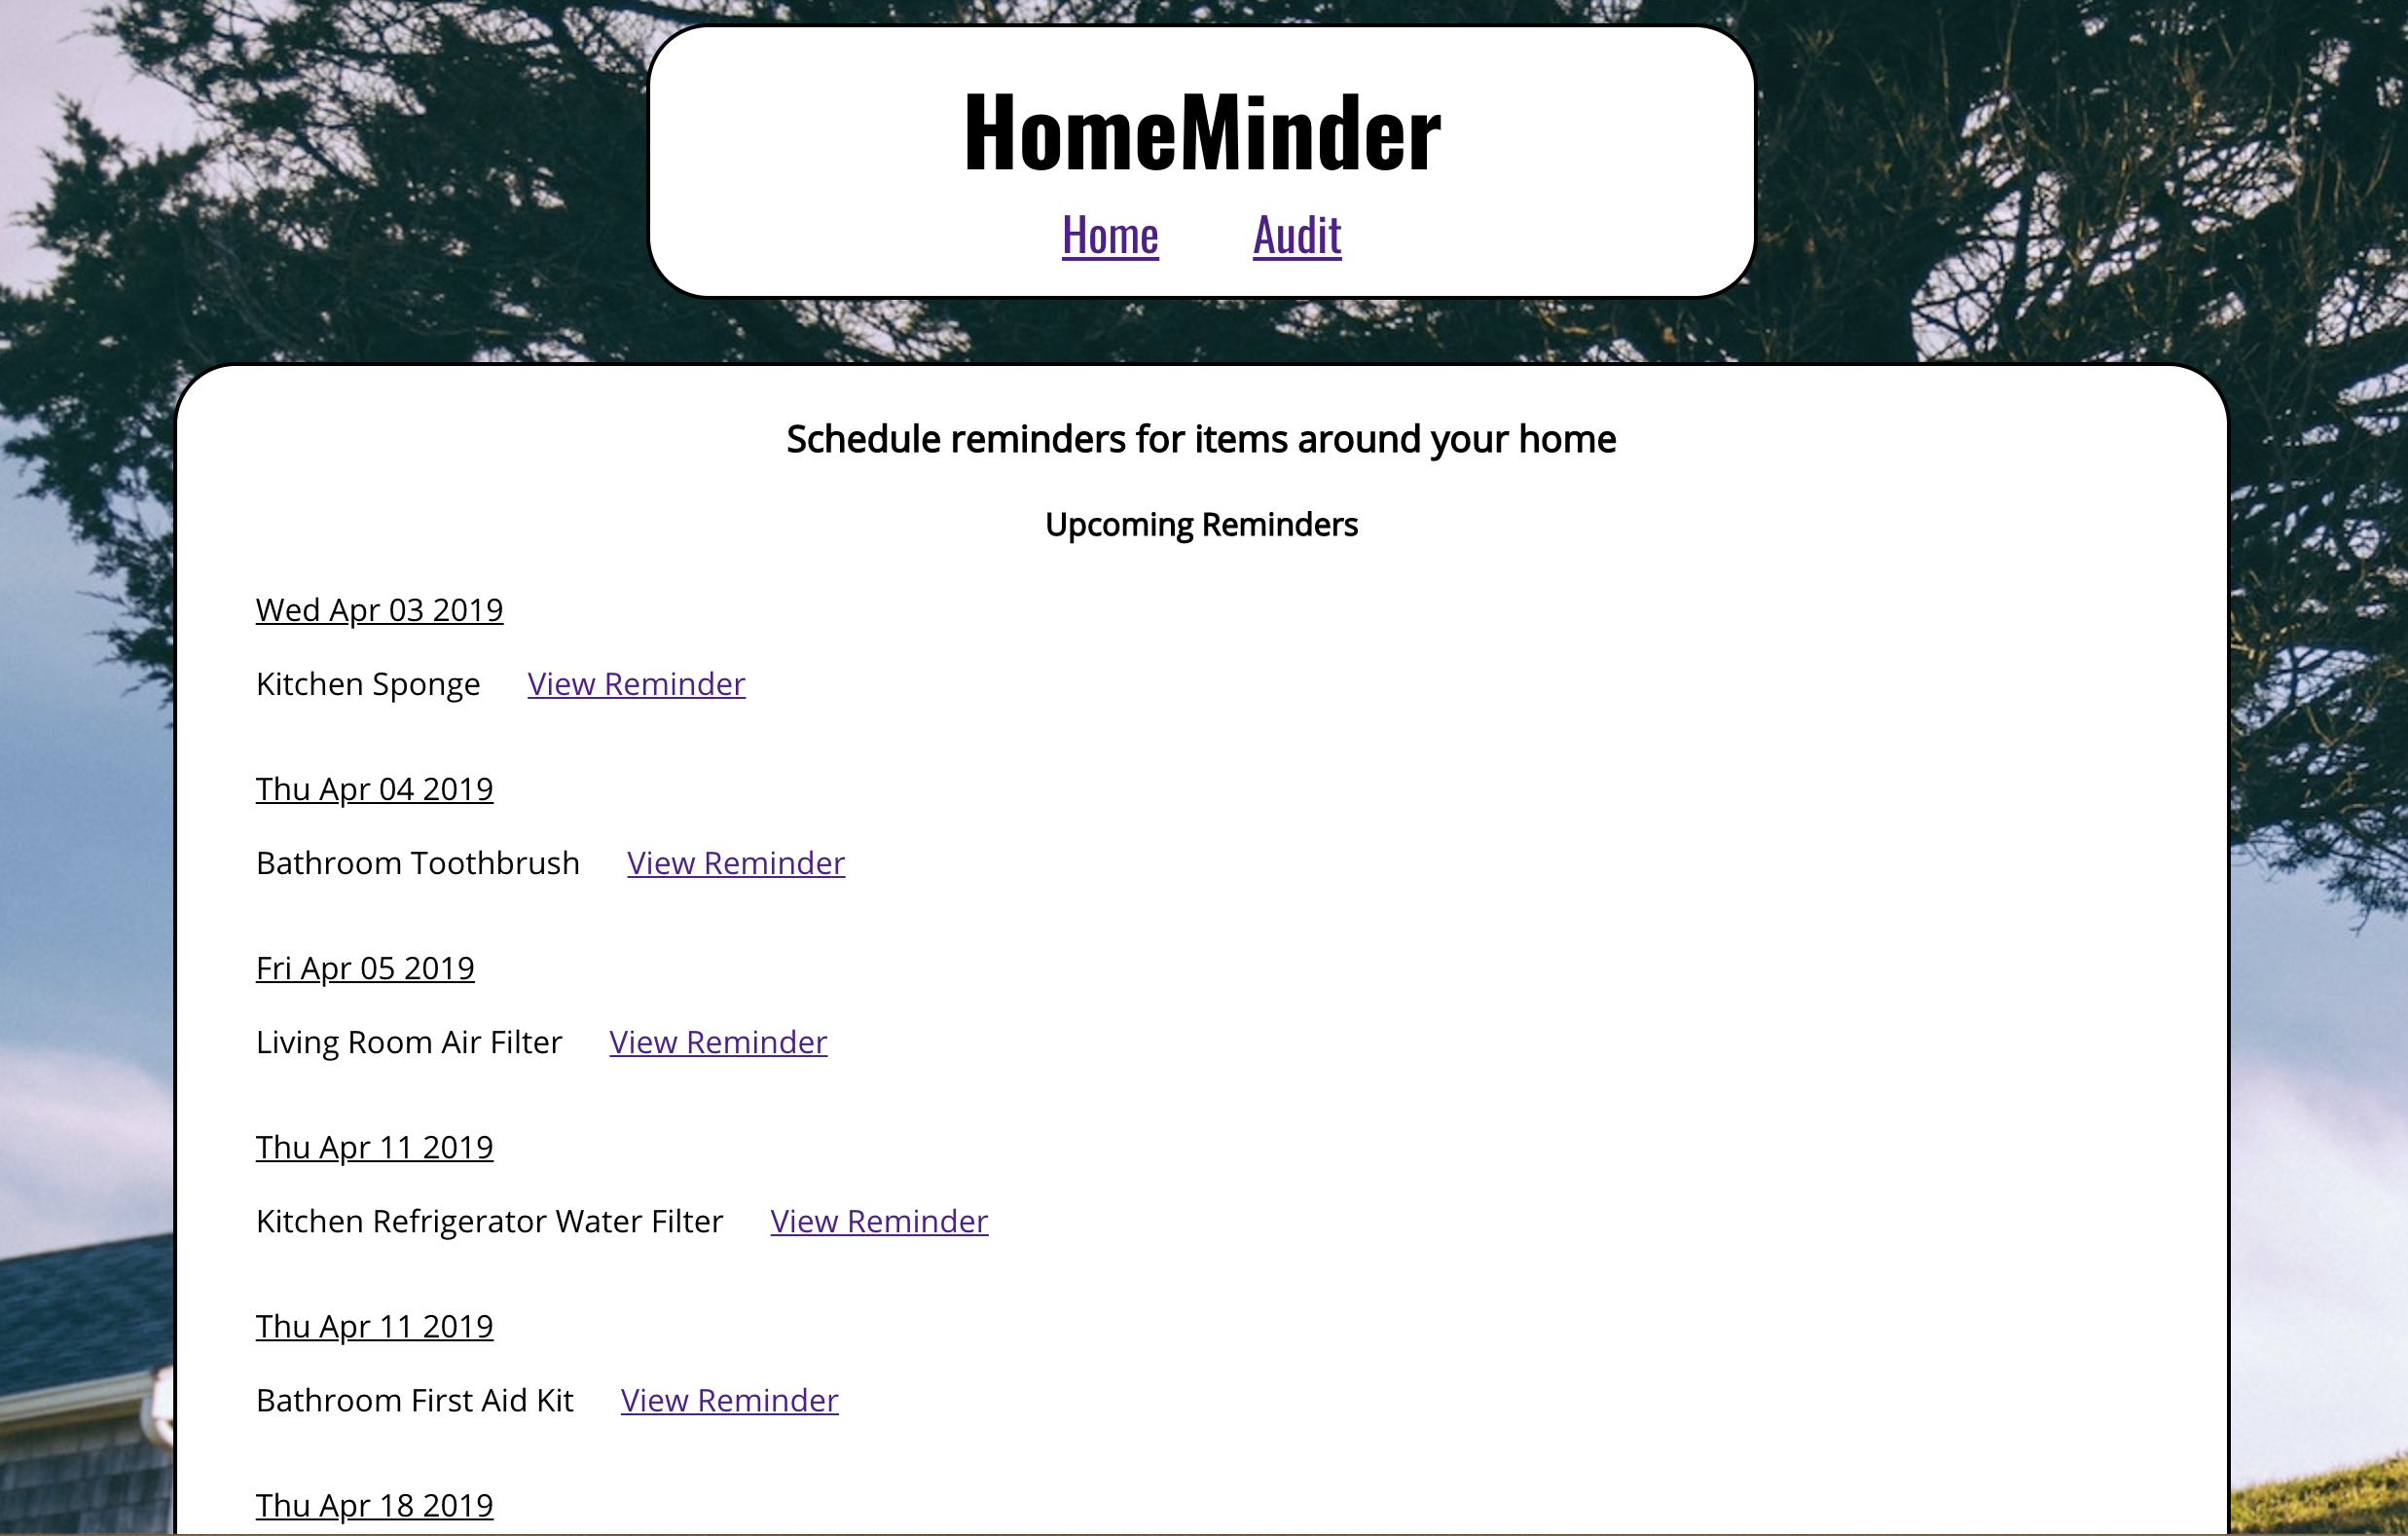 HomeMinder
Home Audit
Schedule reminders for items around your home
Upcoming Reminders
Wed Apr 03 2019
Kitchen Sponge View Reminder
Thu Apr 04 2019
Bathroom Toothbrush View Reminder
Fri Apr 05 2019
Living Room Air Filter View Reminder
Thu Apr 11 2019
Kitchen Refrigerator Water Filter View Reminder
Thu Apr 11 2019
Bathroom First Aid Kit View Reminder
Thu Apr 18 2019